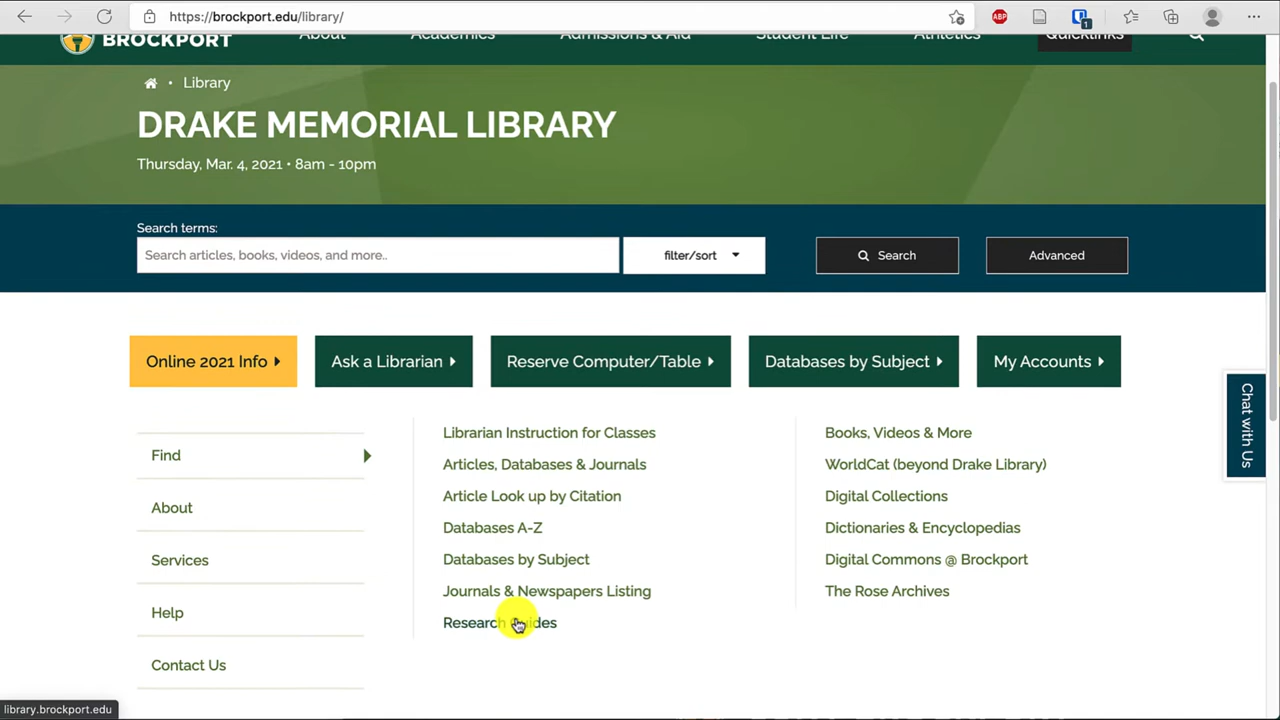 https://brockport.edu/library/
ABP
1
BROCKPORT
About
Academics
Admissions & Aid
Student Life
Athletics
Quicklinks
Library
DRAKE MEMORIAL LIBRARY
Thursday, Mar. 4, 2021 • 8am - 10pm
Search terms:
Search articles, books, videos, and more..
filter/sort
Search
Advanced
Online 2021 Info
Ask a Librarian
Reserve Computer/Table
Databases by Subject
My Accounts
Chat with Us
Find
About
Services
Help
Contact Us
Librarian Instruction for Classes
Articles, Databases & Journals
Article Look up by Citation
Databases A-Z
Databases by Subject
Journals & Newspapers Listing
Research Guides
Books, Videos & More
WorldCat (beyond Drake Library)
Digital Collections
Dictionaries & Encyclopedias
Digital Commons @ Brockport
The Rose Archives
library.brockport.edu